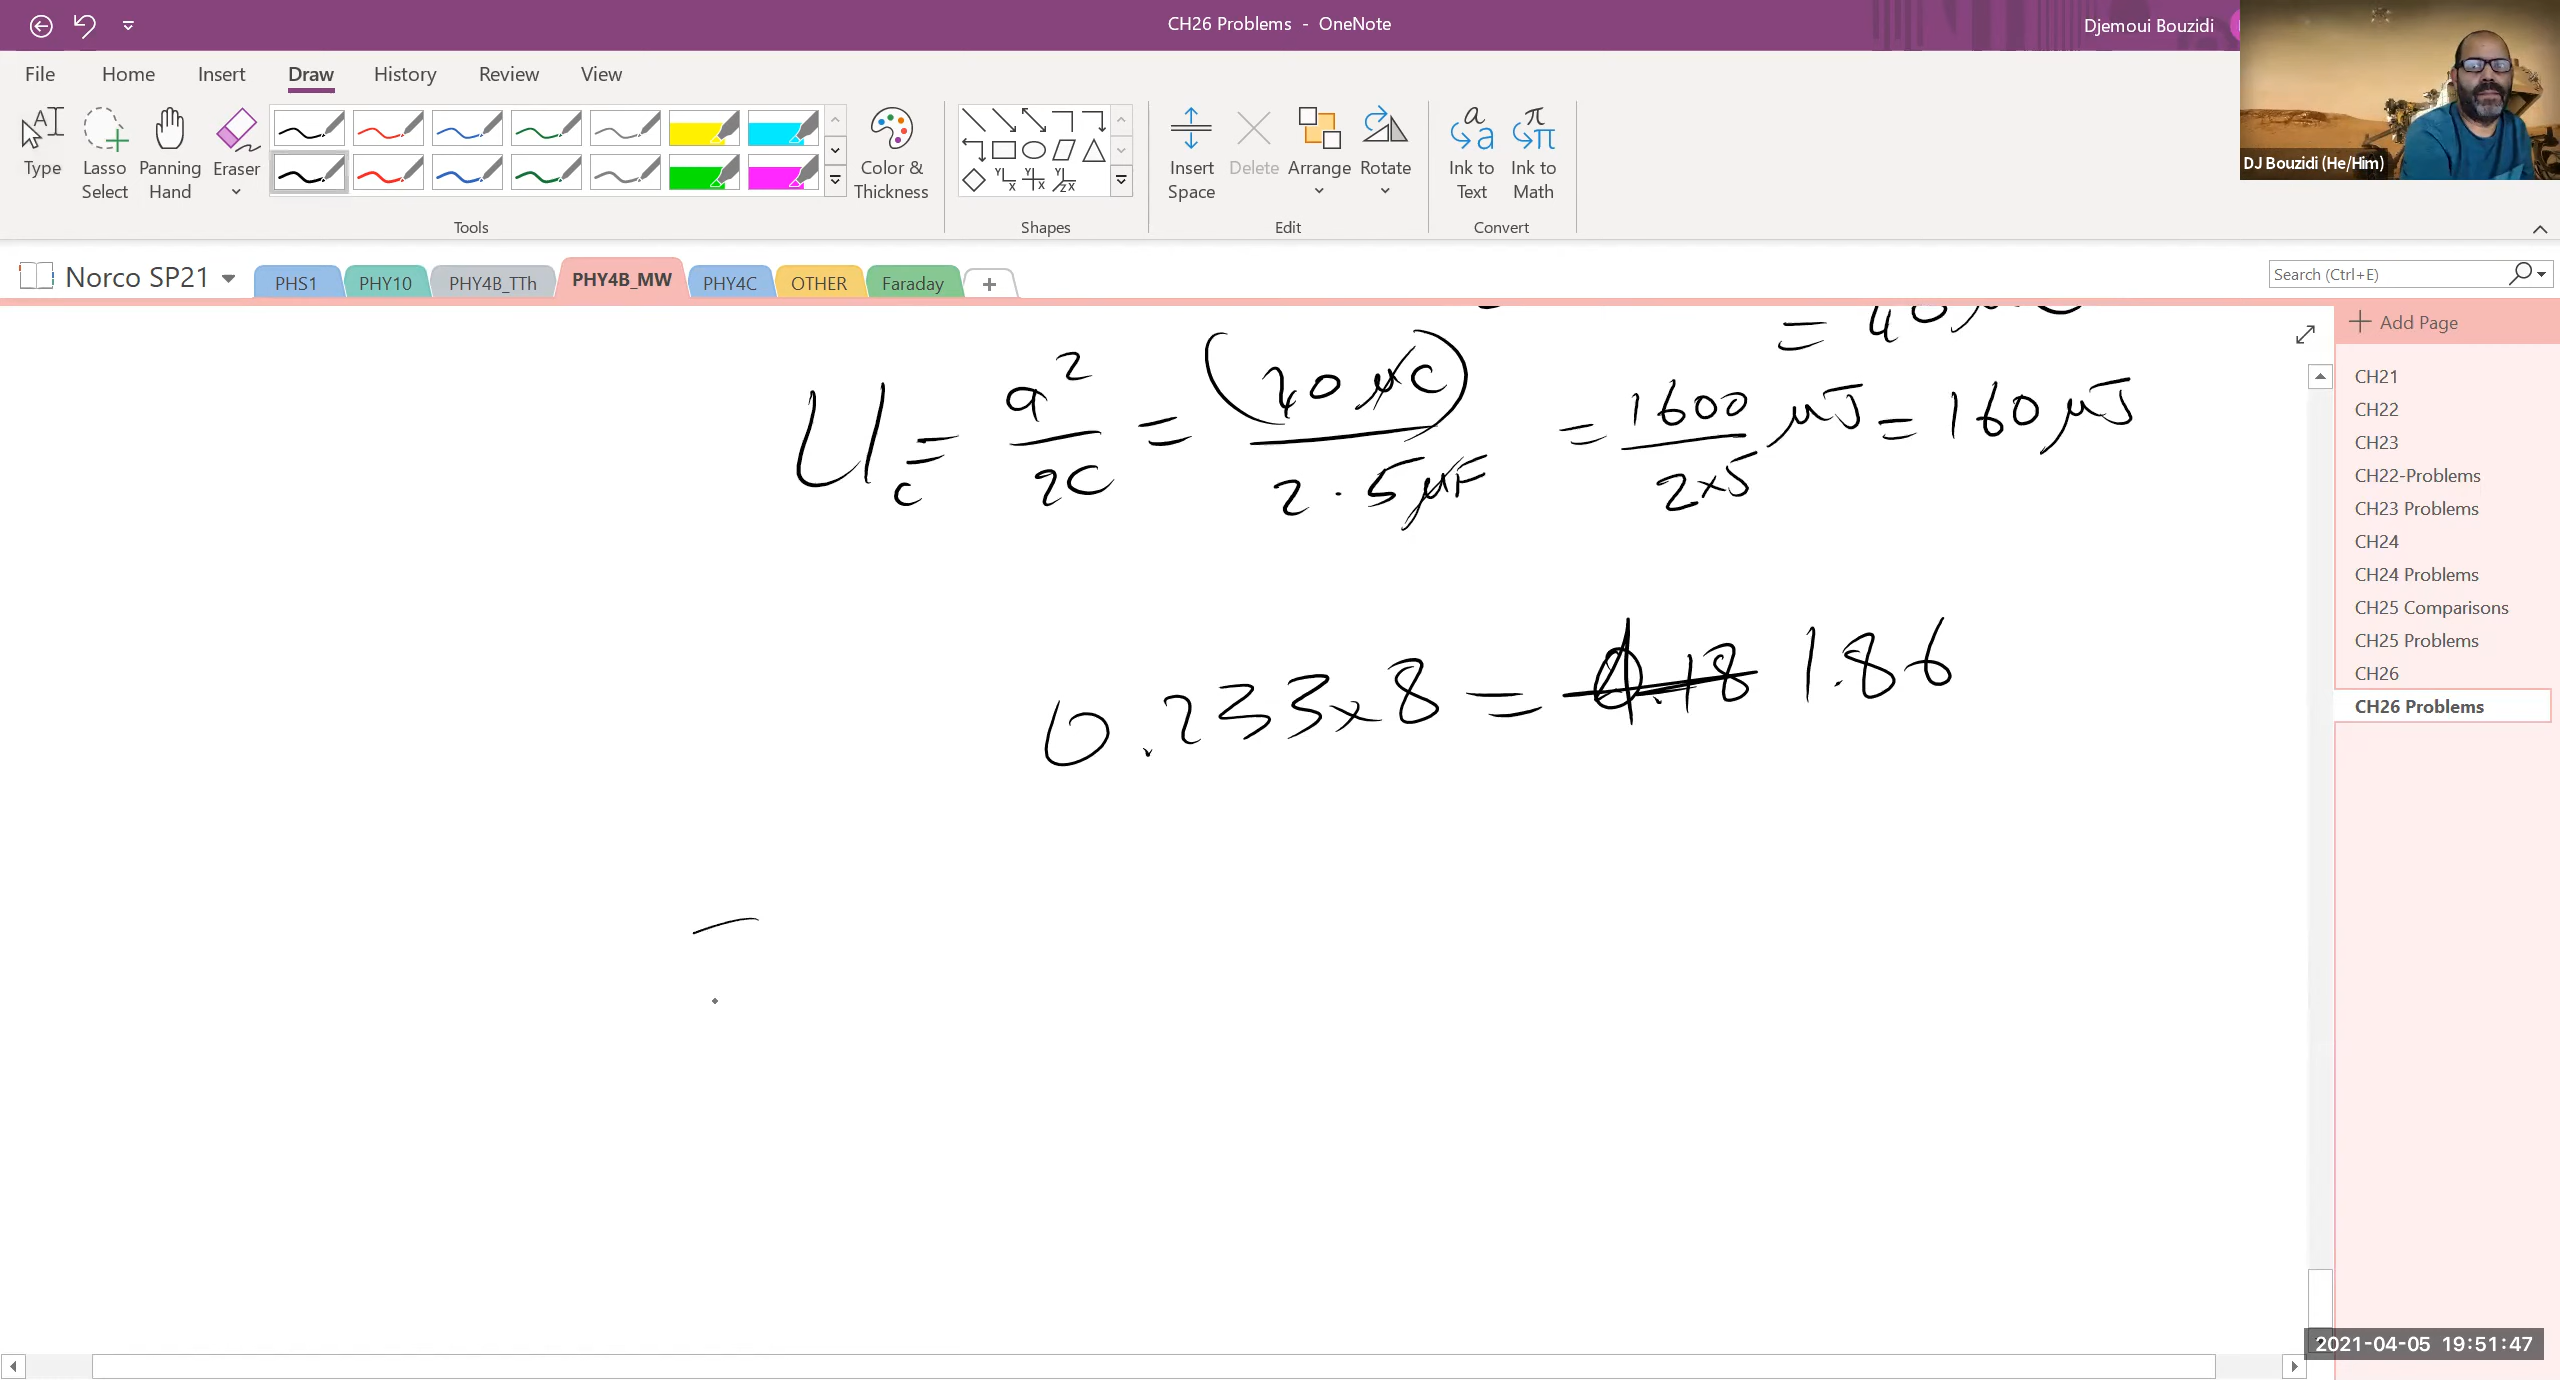 CH26 Problems - OneNote
Djemoui Bouzidi
File Home Insert Draw History Review View
Type
Lasso Select
Panning Hand
Eraser
Color & Thickness
Insert Space
Delete
Arrange
Rotate
Ink to Text
Ink to Math
Tools Shapes Edit Convert
DJ Bouzidi (He/Him)
Norco SP21 PHS1 PHY10 PHY4B_TTh PHY4B_MW PHY4C OTHER Faraday +
Search (Ctrl+E)
Add Page
CH21
CH22
CH23
CH22-Problems
CH23 Problems
CH24
CH24 Problems
CH25 Comparisons
CH25 Problems
CH26
CH26 Problems
U_c = q²/2C = (40 μC)/2 · 5 μF = 1600/2×5 μJ = 160 μJ
0.233 × 8 = 1.86
2021-04-05 19:51:47